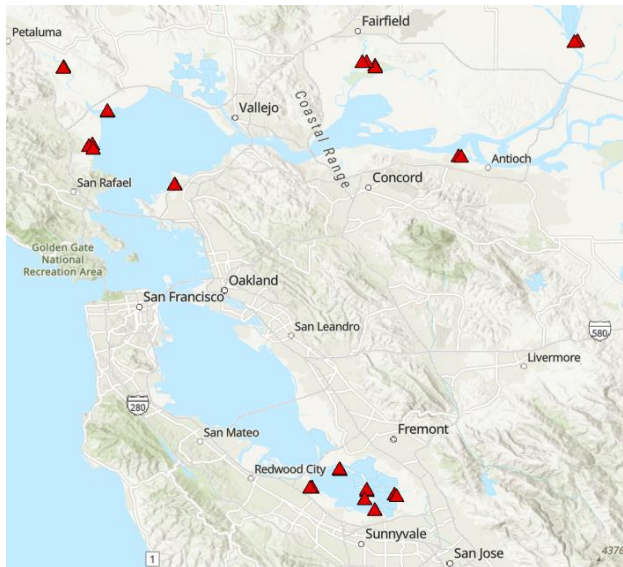 Fairfield
Petaluma
Vallejo
Coastal Range
Antioch
Concord
San Rafael
Golden Gate
National
Recreation Area
Oakland
San Francisco
San Leandro
580
Livermore
280
San Mateo
Fremont
Redwood City
Sunnyvale
San Jose
1
4376